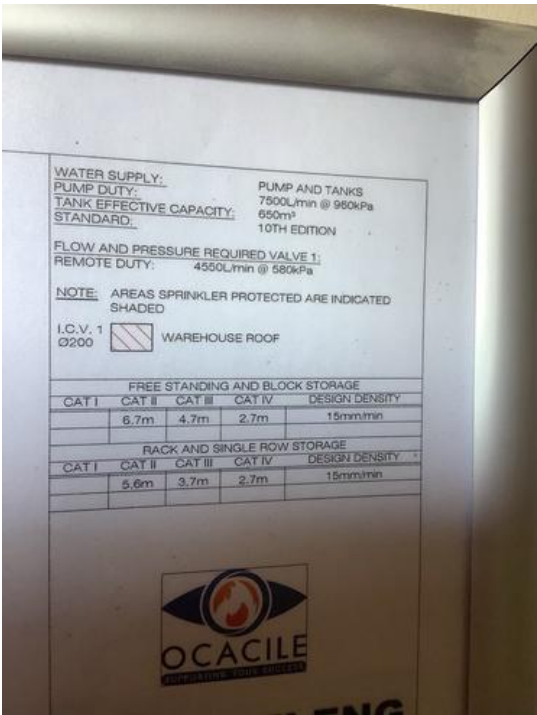 WATER SUPPLY: PUMP AND TANKS
PUMP DUTY: 7500L/min @ 960kPa
TANK EFFECTIVE CAPACITY: 650m³
STANDARD: 10TH EDITION
FLOW AND PRESSURE REQUIRED VALVE 1:
REMOTE DUTY: 4550L/min @ 580kPa
NOTE: AREAS SPRINKLER PROTECTED ARE INDICATED
SHADED
I.C.V. 1
Ø200 WAREHOUSE ROOF
FREE STANDING AND BLOCK STORAGE
CAT I CAT II CAT III CAT IV DESIGN DENSITY
6.7m 4.7m 2.7m 15mm/min
RACK AND SINGLE ROW STORAGE
CAT I CAT II CAT III CAT IV DESIGN DENSITY
5.6m 3.7m 2.7m 15mm/min
OCACILE
SUPPORTING YOUR SUCCESS